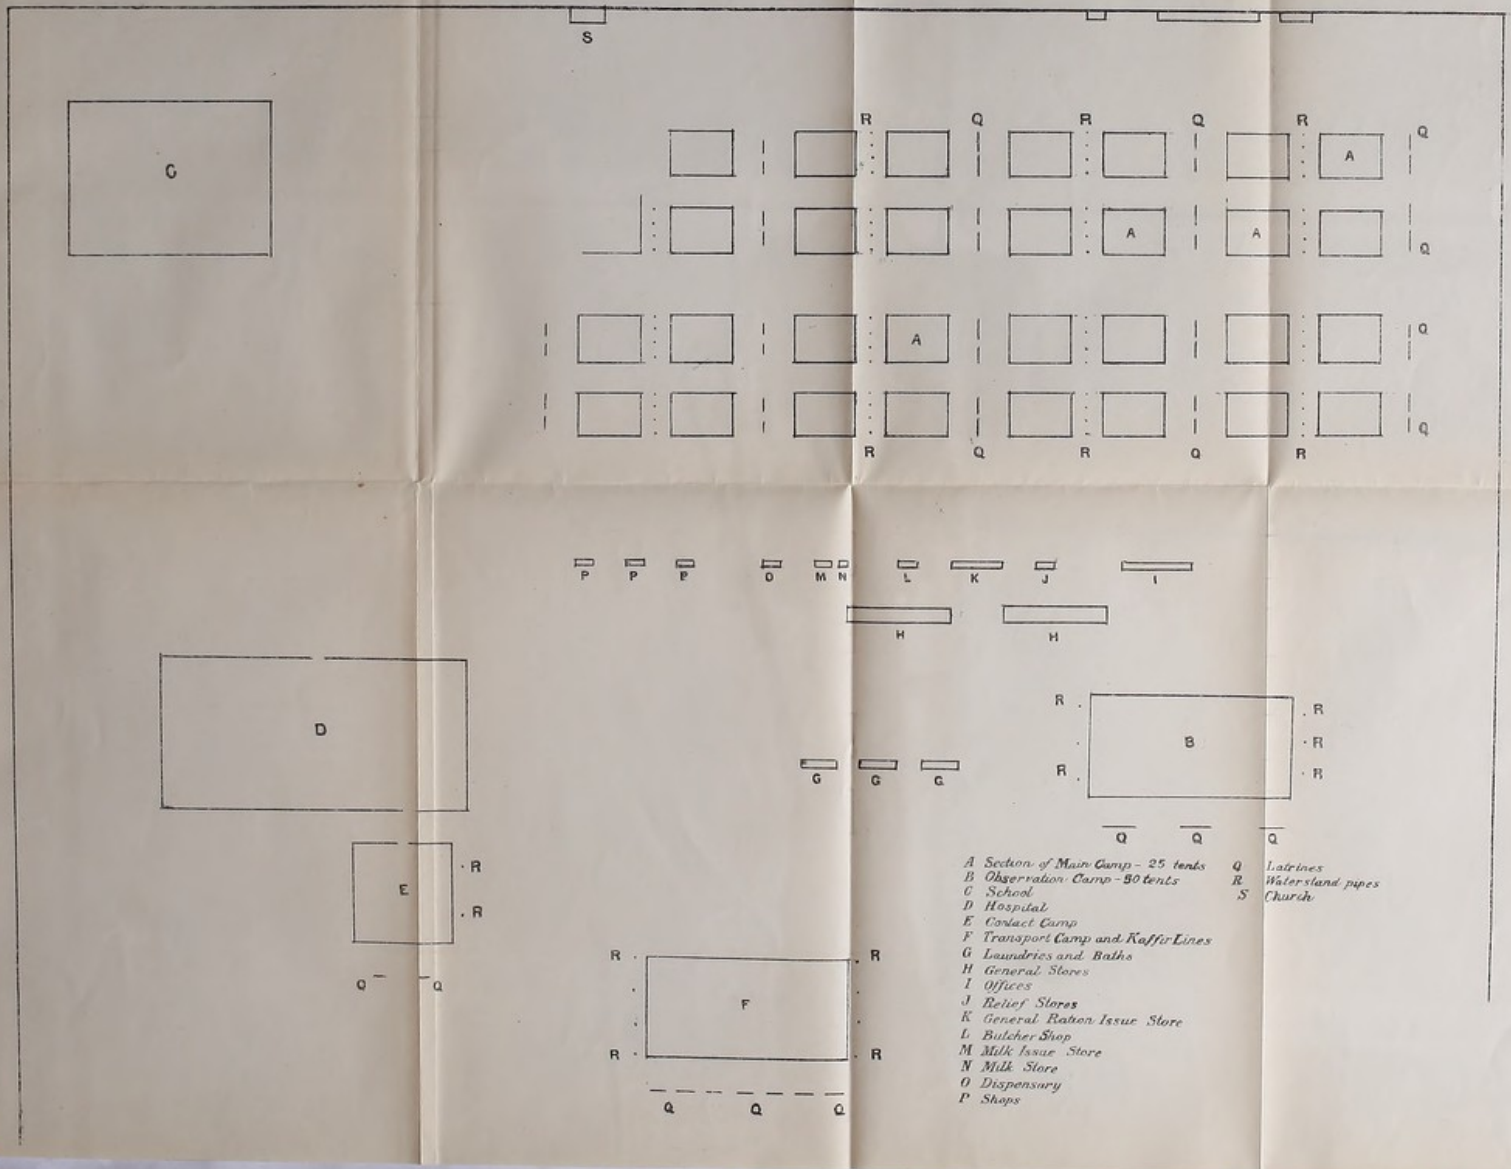 S
R Q R Q R Q
C
A
A A
Q
A
Q
Q
R Q R Q R
P P P O M N L K J I
H H
R R
D B R
R R
G G G
Q Q Q
R
E
R
Q Q
R R
F
R R
Q Q Q
A Section of Main Camp - 25 tents
B Observation Camp - 50 tents
C School
D Hospital
E Contact Camp
F Transport Camp and Kaffir Lines
G Laundries and Baths
H General Stores
I Offices
J Relief Stores
K General Ration Issue Store
L Butcher Shop
M Milk Issue Store
N Milk Store
O Dispensary
P Shops
Q Latrines
R Waterstand pipes
S Church